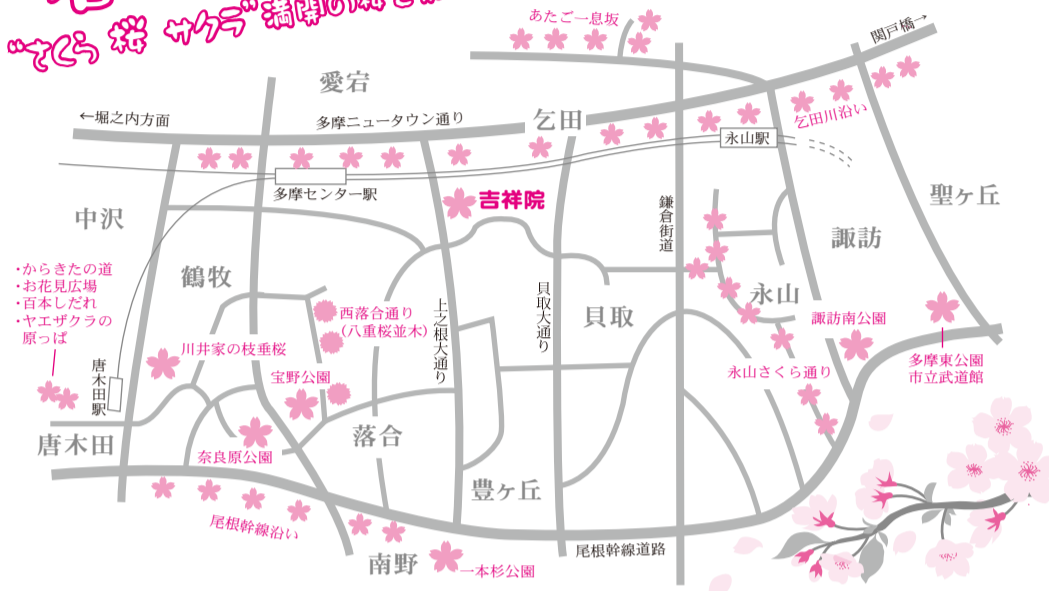 "さくら 桜 サクラ"満開の桜を
あたご一息坂
関戸橋→
愛宕
←堀之内方面
多摩ニュータウン通り
乞田
乞田川沿い
永山駅
多摩センター駅
吉祥院
中沢
鎌倉街道
聖ヶ丘
諏訪
・からきたの道
・お花見広場
・百本しだれ
・ヤエザクラの
原っぱ
鶴牧
西落合通り
(八重桜並木)
上之根大通り
貝取大通り
貝取
永山
諏訪南公園
川井家の枝垂桜
多摩東公園
市立武道館
唐木田駅
宝野公園
永山さくら通り
唐木田
落合
奈良原公園
豊ヶ丘
尾根幹線沿い
尾根幹線道路
南野
一本杉公園